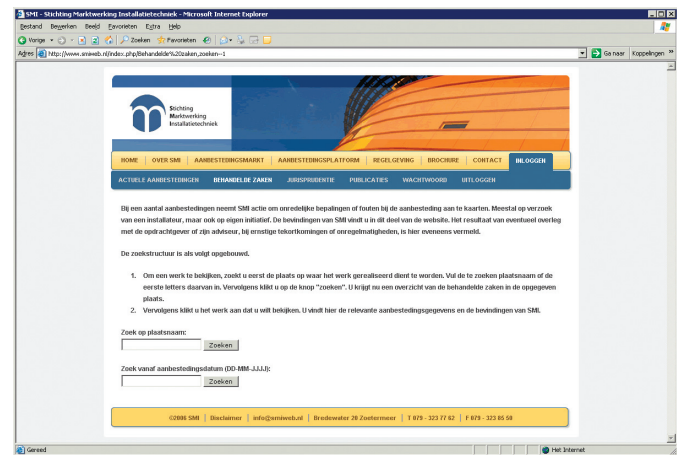 SMI - Stichting Marktwerking Installatietechniek - Microsoft Internet Explorer
Bestand Bewerken Beeld Favorieten Extra Help
Vorige Zoeken Favorieten
Adres http://www.smiweb.nl/index.php/Behandelde%20zaken,zoeken--1 Ga naar Koppelingen »
Stichting
Marktwerking
Installatietechniek
HOME | OVER SMI | AANBESTEDINGSMARKT | AANBESTEDINGSPLATFORM | REGELGEVING | BROCHURE | CONTACT INLOGGEN
ACTUELE AANBESTEDINGEN BEHANDELDE ZAKEN JURISPRUDENTIE PUBLICATIES WACHTWOORD UITLOGGEN
Bij een aantal aanbestedingen neemt SMI actie om onredelijke bepalingen of fouten bij de aanbesteding aan te kaarten. Meestal op verzoek
van een installateur, maar ook op eigen initiatief. De bevindingen van SMI vindt u in dit deel van de website. Het resultaat van eventueel overleg
met de opdrachtgever of zijn adviseur, bij ernstige tekortkomingen of onregelmatigheden, is hier eveneens vermeld.
De zoekstructuur is als volgt opgebouwd.
1. Om een werk te bekijken, zoekt u eerst de plaats op waar het werk gerealiseerd dient te worden. Vul de te zoeken plaatsnaam of de
eerste letters daarvan in. Vervolgens klikt u op de knop "zoeken". U krijgt nu een overzicht van de behandelde zaken in de opgegeven
plaats.
2. Vervolgens klikt u het werk aan dat u wilt bekijken. U vindt hier de relevante aanbestedingsgegevens en de bevindingen van SMI.
Zoek op plaatsnaam:
Zoeken
Zoek vanaf aanbestedingsdatum (DD-MM-JJJJ):
Zoeken
©2006 SMI | Disclaimer | info@smiweb.nl | Bredewater 20 Zoetermeer | T 079 - 323 77 62 | F 079 - 323 85 58
Gereed Het Internet